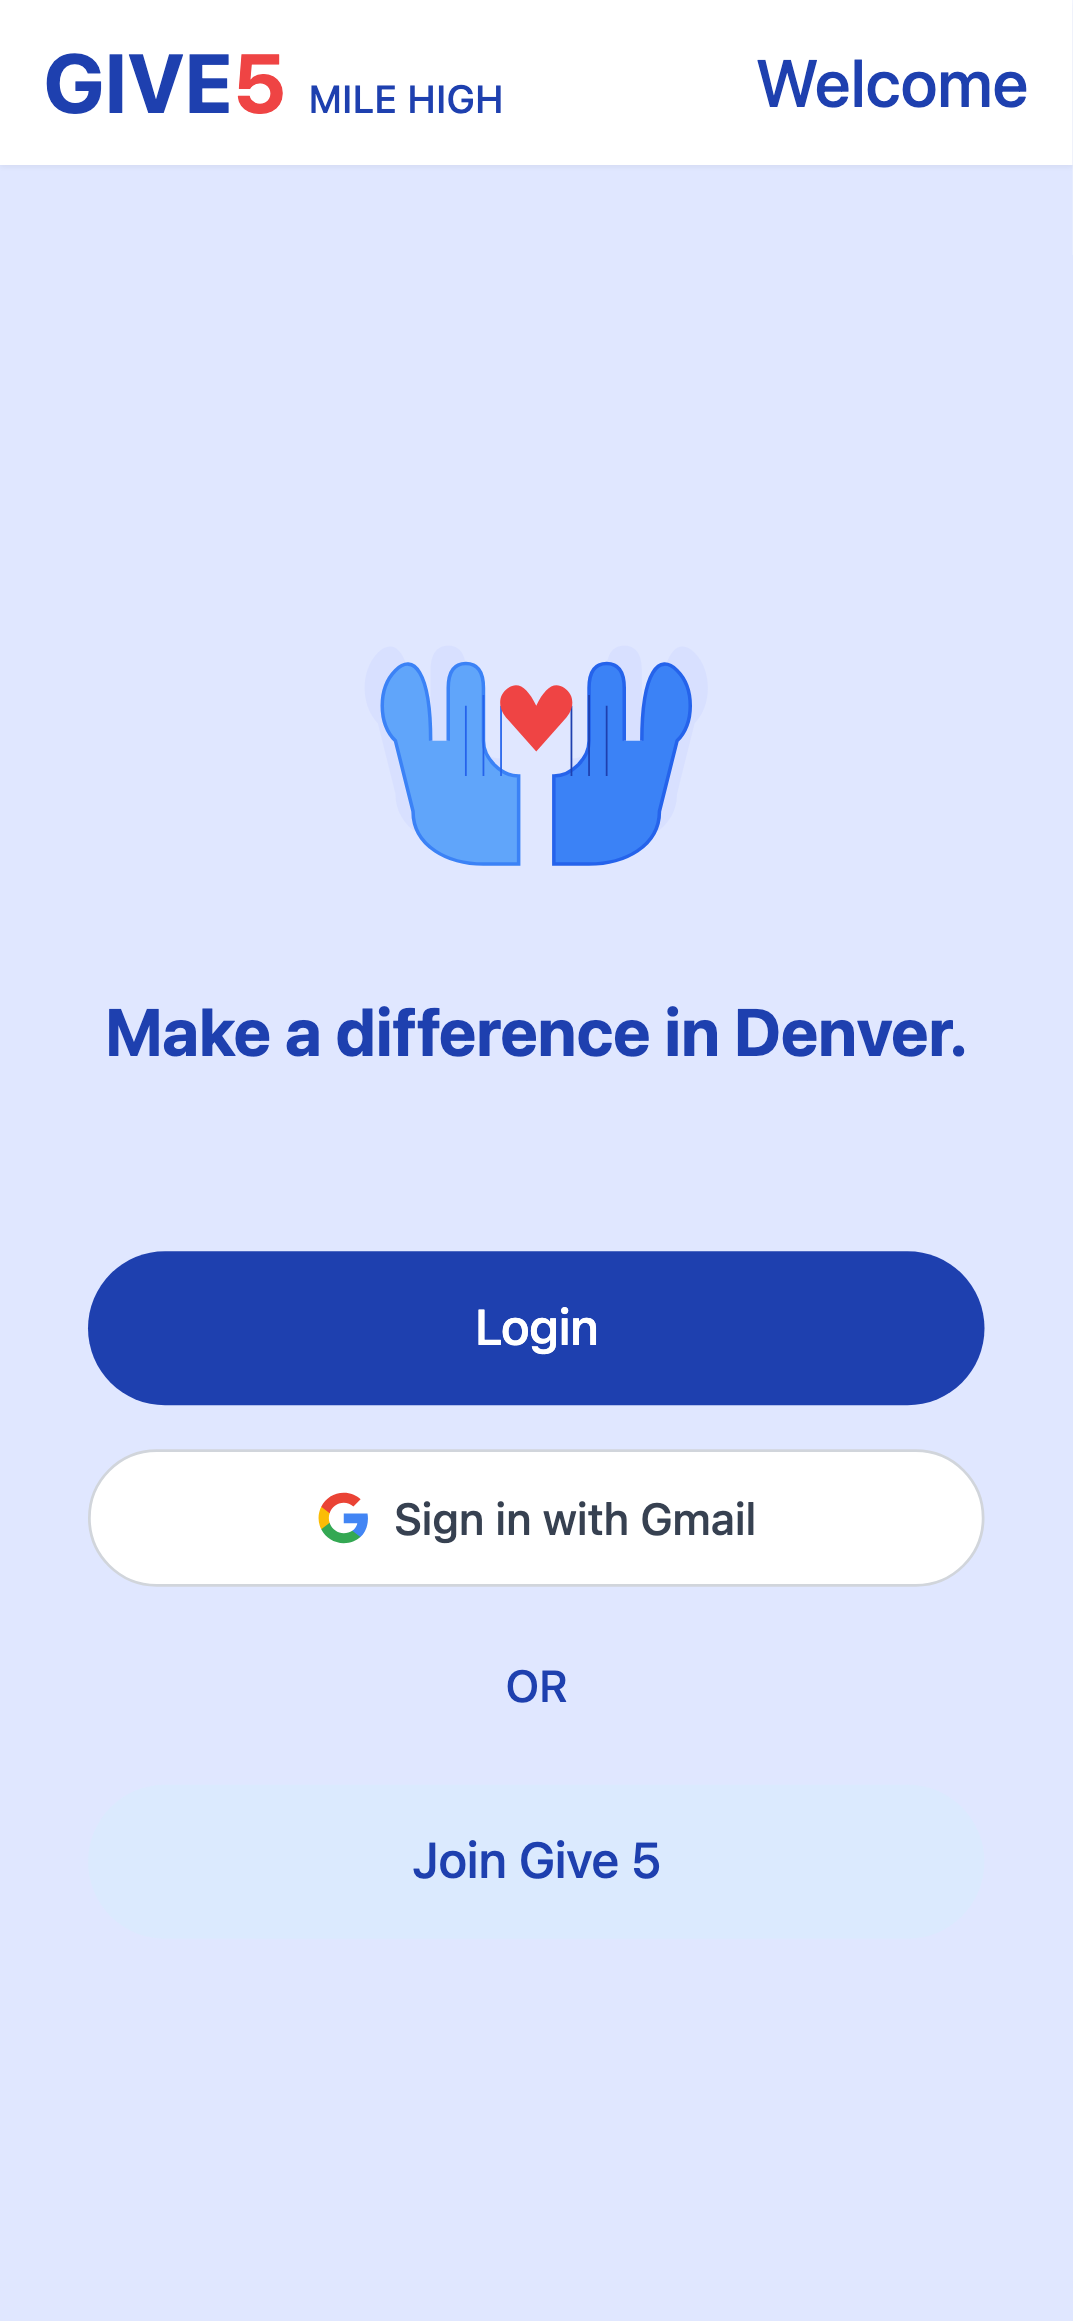 GIVE5 MILE HIGH
Welcome
Make a difference in Denver.
Login
Sign in with Gmail
OR
Join Give 5